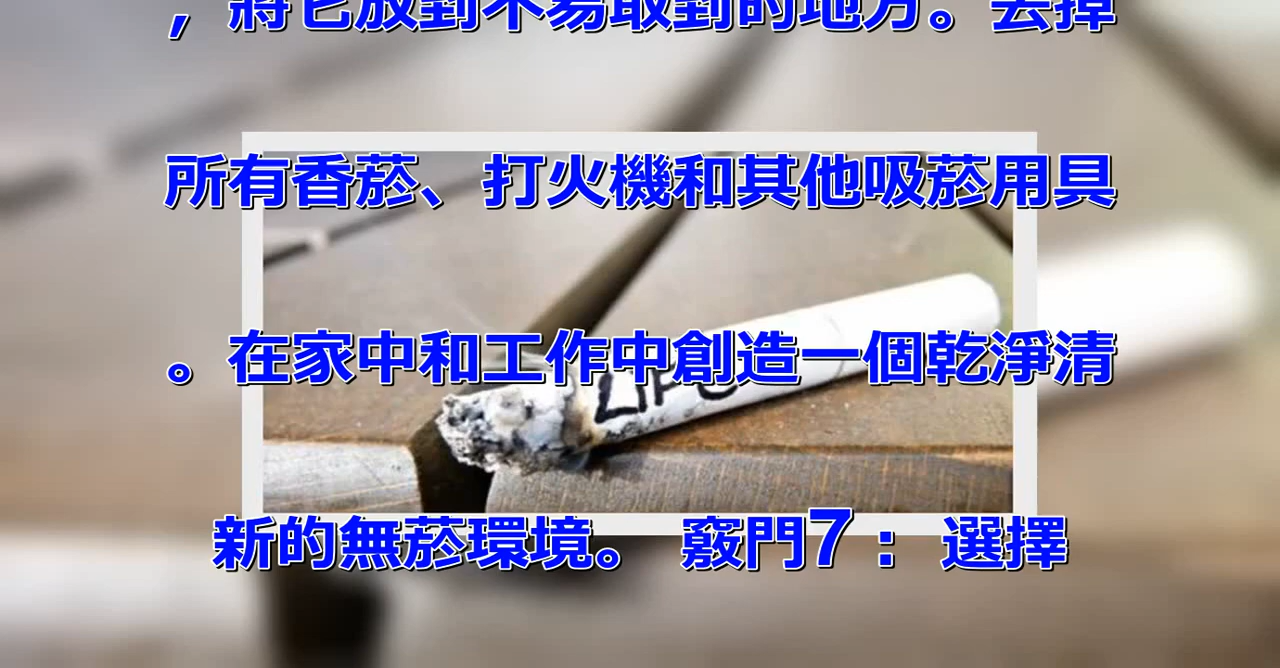 ，將它放到不易取到的地方。丟掉
所有香菸、打火機和其他吸菸用具
。在家中和工作中創造一個乾淨清
LIFE
新的無菸環境。 竅門7： 選擇